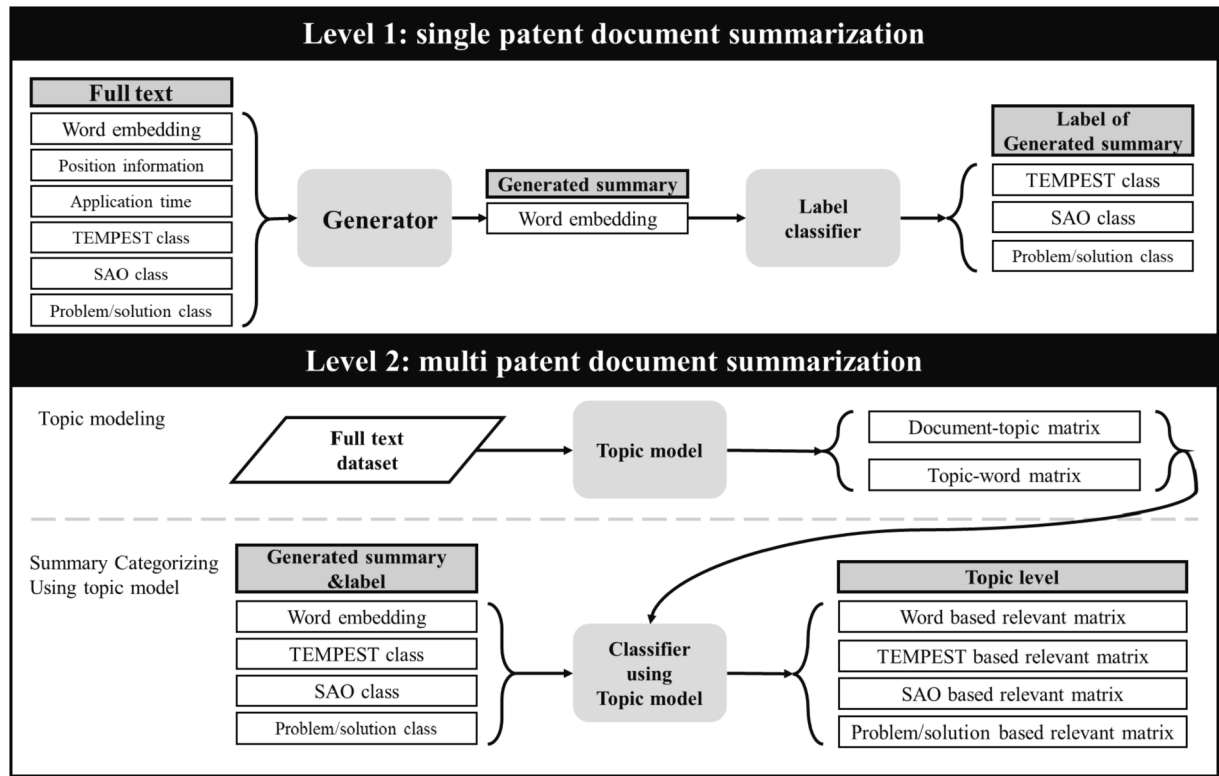 Level 1: single patent document summarization
Full text
Word embedding
Position information
Application time
TEMPEST class
SAO class
Problem/solution class
Generator
Generated summary
Word embedding
Label
classifier
Label of
Generated summary
TEMPEST class
SAO class
Problem/solution class
Level 2: multi patent document summarization
Topic modeling
Full text
dataset
Topic model
Document-topic matrix
Topic-word matrix
Summary Categorizing
Using topic model
Generated summary
&label
Word embedding
TEMPEST class
SAO class
Problem/solution class
Classifier
using
Topic model
Topic level
Word based relevant matrix
TEMPEST based relevant matrix
SAO based relevant matrix
Problem/solution based relevant matrix